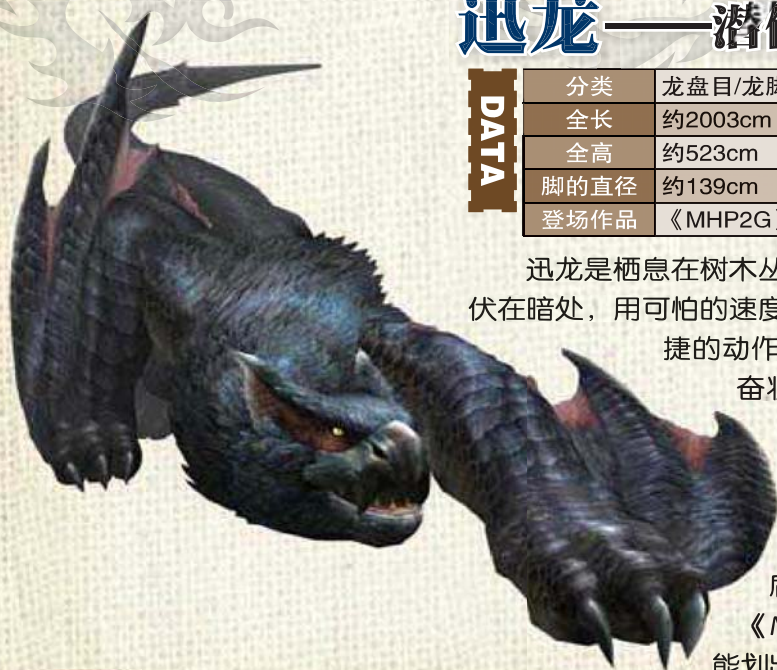 迅龙——潜
DATA
分类 龙盘目/龙脚
全长 约2003cm
全高 约523cm
脚的直径 约139cm
登场作品 《MHP2G
迅龙是栖息在树木丛
伏在暗处，用可怕的速度
捷的动作
奋
《M
能划